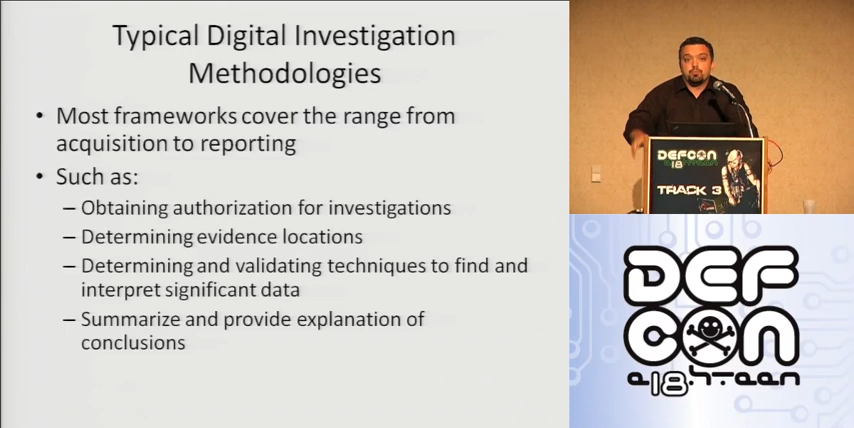 Typical Digital Investigation
Methodologies
• Most frameworks cover the range from
acquisition to reporting
• Such as:
– Obtaining authorization for investigations
– Determining evidence locations
– Determining and validating techniques to find and
interpret significant data
– Summarize and provide explanation of
conclusions
DEFCON
18
TRACK 3
DEF
CON
e18hteen